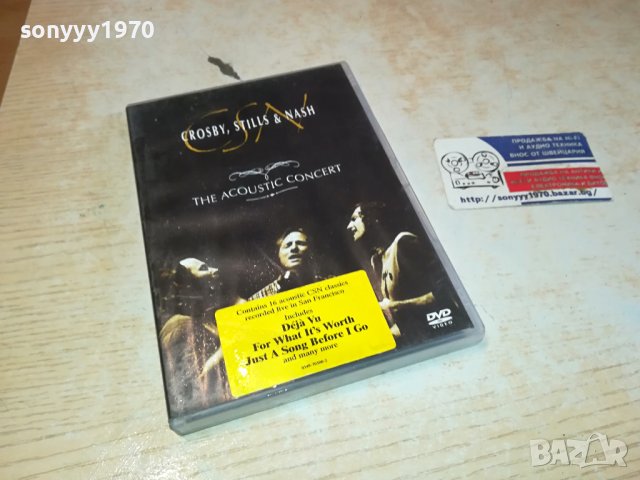 sonyyy1970
CSN
CROSBY, STILLS & NASH
THE ACOUSTIC CONCERT
Contains 16 acoustic CSN classics
recorded live in San Francisco
Includes
Déjà Vu
For What It's Worth
Just A Song Before I Go
and many more
DVD
VIDEO
ПРОДАЖБА НА HI-FI
И АУДИО ТЕХНИКА
ВНОС ОТ ШВЕЙЦАРИЯ
http://sonyyy1970.bazar.bg/
sonyyy1970
BAZAR
bg